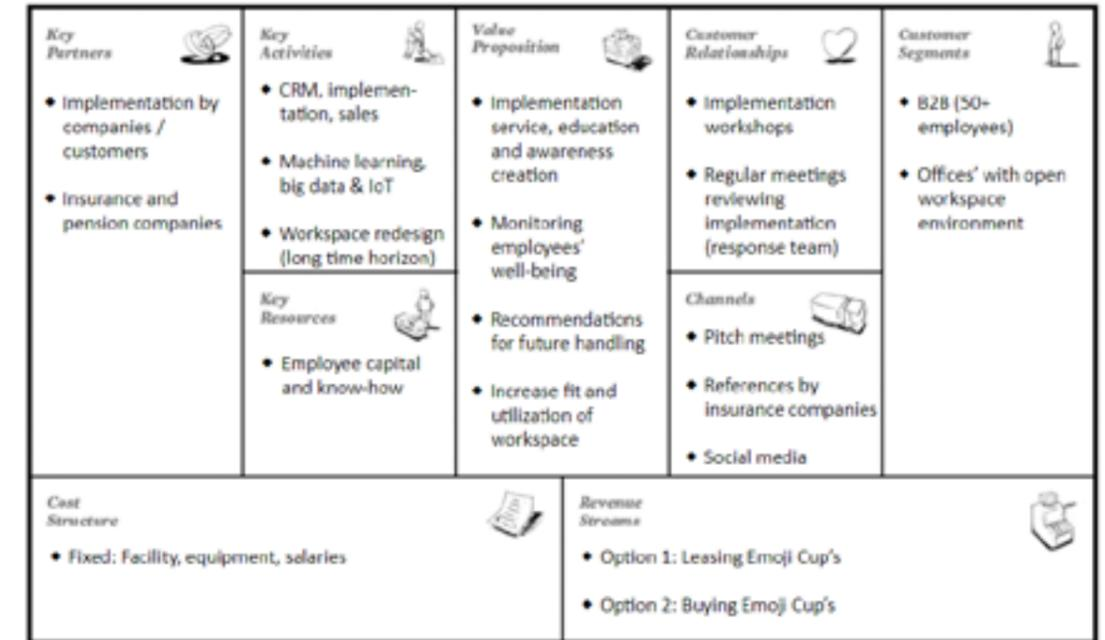 Key
Partners
◆ Implementation by
companies /
customers
◆ Insurance and
pension companies
Key
Activities
◆ CRM, implemen-
tation, sales
◆ Machine learning,
big data & IoT
◆ Workspace redesign
(long time horizon)
Key
Resources
◆ Employee capital
and know-how
Value
Proposition
◆ Implementation
service, education
and awareness
creation
◆ Monitoring
employees'
well-being
◆ Recommendations
for future handling
◆ Increase fit and
utilization of
workspace
Customer
Relationships
◆ Implementation
workshops
◆ Regular meetings
reviewing
implementation
(response team)
Channels
◆ Pitch meetings
◆ References by
insurance companies
◆ Social media
Customer
Segments
◆ B2B (50+
employees)
◆ Offices' with open
workspace
environment
Cost
Structure
◆ Fixed: Facility, equipment, salaries
Revenue
Streams
◆ Option 1: Leasing Emoji Cup's
◆ Option 2: Buying Emoji Cup's